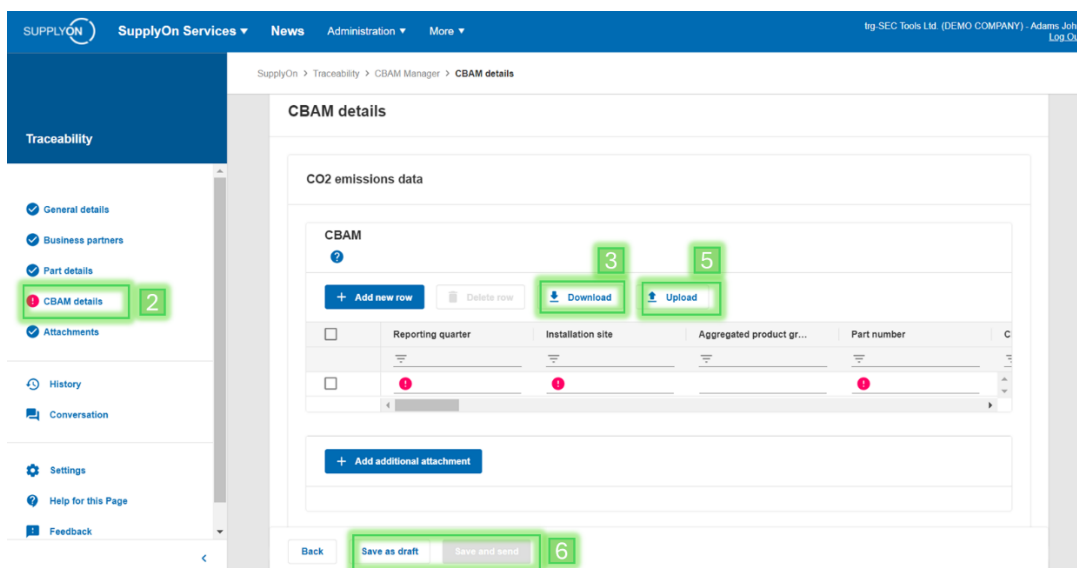 SUPPLYON
SupplyOn Services ▾ News Administration ▾ More ▾
trg-SEC Tools Ltd. (DEMO COMPANY) - Adams Joh
Log Ou
SupplyOn > Traceability > CBAM Manager > CBAM details
Traceability
General details
Business partners
Part details
CBAM details
2
Attachments
History
Conversation
Settings
Help for this Page
Feedback
CBAM details
CO2 emissions data
CBAM
3
5
+ Add new row
Delete row
Download
Upload
Reporting quarter Installation site Aggregated product gr... Part number C
+ Add additional attachment
Back
Save as draft
Save and send
6